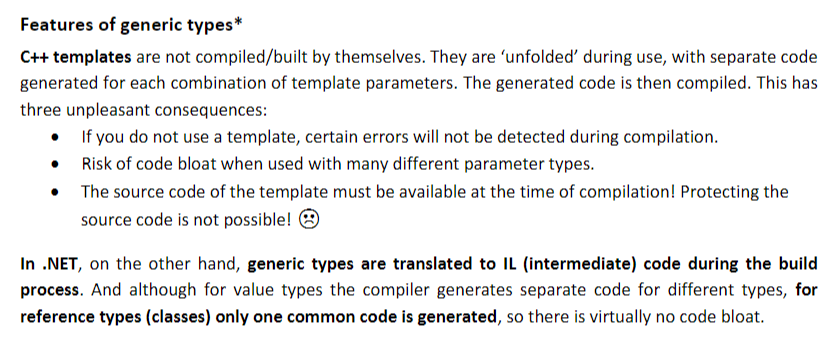 Features of generic types*
C++ templates are not compiled/built by themselves. They are ‘unfolded’ during use, with separate code
generated for each combination of template parameters. The generated code is then compiled. This has
three unpleasant consequences:
• If you do not use a template, certain errors will not be detected during compilation.
• Risk of code bloat when used with many different parameter types.
• The source code of the template must be available at the time of compilation! Protecting the
source code is not possible! ☹
In .NET, on the other hand, generic types are translated to IL (intermediate) code during the build
process. And although for value types the compiler generates separate code for different types, for
reference types (classes) only one common code is generated, so there is virtually no code bloat.